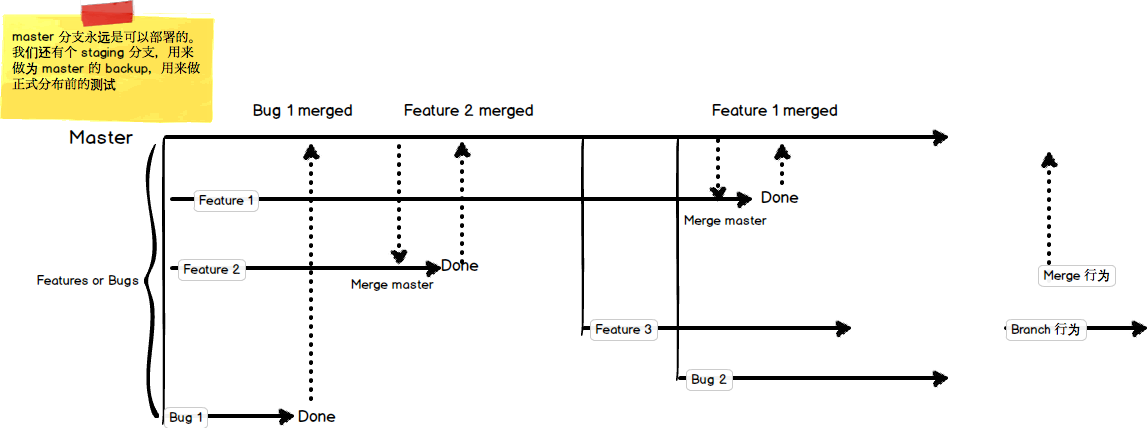 master 分支永远是可以部署的。
我们还有个 staging 分支，用来
做为 master 的 backup，用来做
正式分布前的测试
Bug 1 merged
Feature 2 merged
Feature 1 merged
Master
Feature 1
Done
Merge master
Feature 2
Done
Merge master
Features or Bugs
Merge 行为
Feature 3
Branch 行为
Bug 2
Bug 1
Done